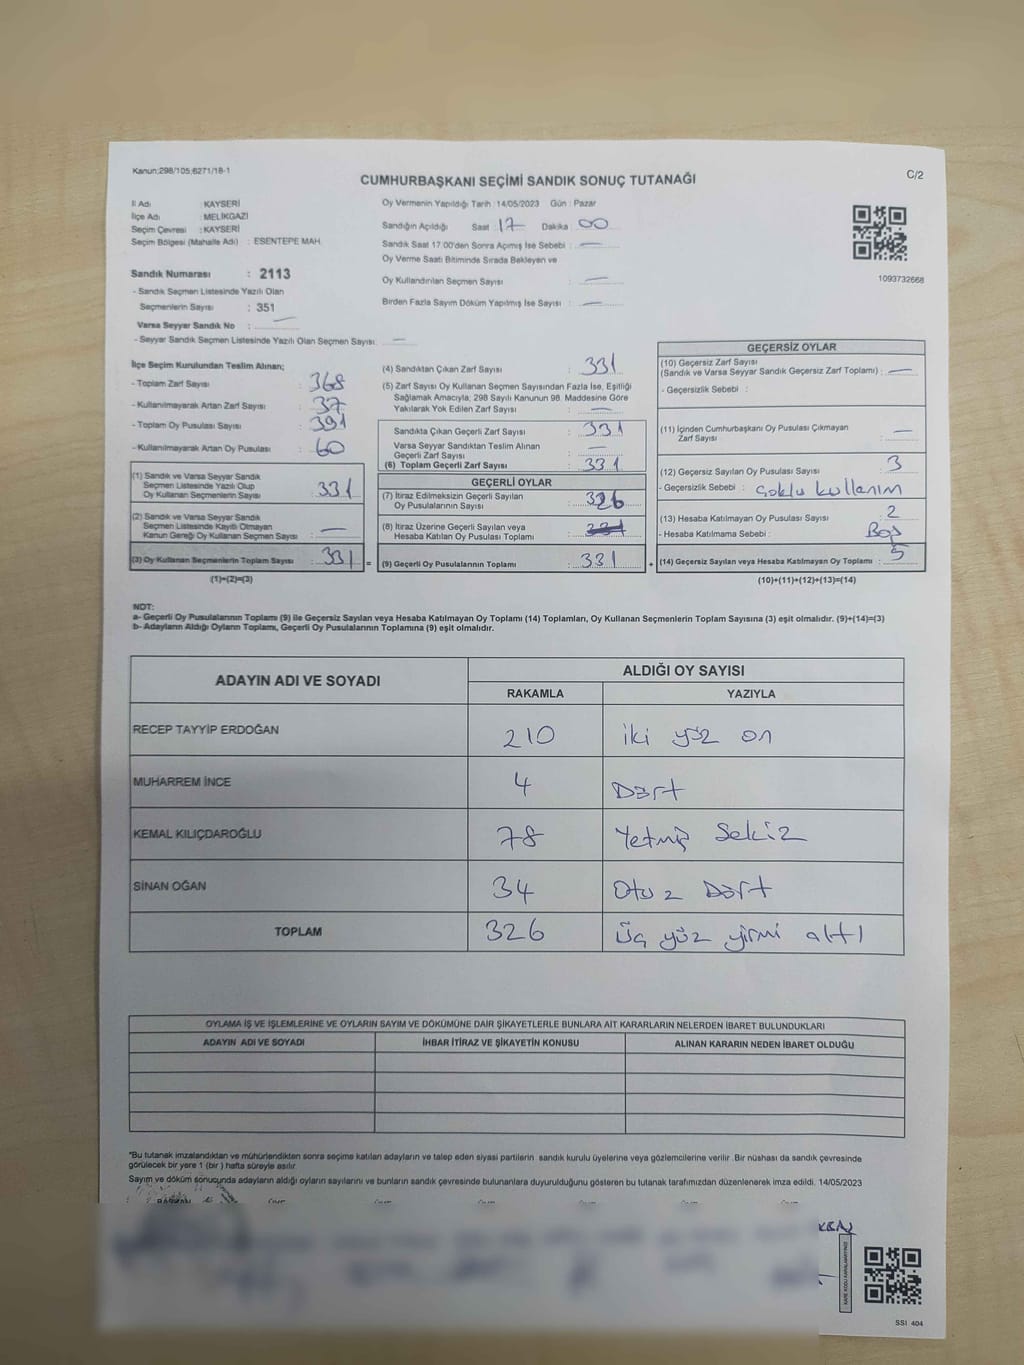 Kanun;298/105;6271/18-1
C/2
CUMHURBAŞKANI SEÇİMİ SANDIK SONUÇ TUTANAĞI
İl Adı : KAYSERİ
İlçe Adı : MELİKGAZİ
Seçim Çevresi : KAYSERİ
Seçim Bölgesi (Mahalle Adı) : ESENTEPE MAH.
Sandık Numarası : 2113
- Sandık Seçmen Listesinde Yazılı Olan
Seçmenlerin Sayısı : 351
Varsa Seyyar Sandık No :
- Seyyar Sandık Seçmen Listesinde Yazılı Olan Seçmen Sayısı: —
Oy Vermenin Yapıldığı Tarih :14/05/2023 Gün : Pazar
Sandığın Açıldığı Saat : 17 Dakika : 00
Sandık Saat 17:00'den Sonra Açımış İse Sebebi : —
Oy Verme Saati Bitiminde Sırada Bekleyen ve
Oy Kullandırılan Seçmen Sayısı : —
Birden Fazla Sayım Döküm Yapılmış İse Sayısı : —
1093732668
İlçe Seçim Kurulundan Teslim Alınan;
- Toplam Zarf Sayısı : 368
- Kullanılmayarak Artan Zarf Sayısı : 37
- Toplam Oy Pusulası Sayısı : 391
- Kullanılmayarak Artan Oy Pusulası : 60
(1) Sandık ve Varsa Seyyar Sandık
Seçmen Listesinde Yazılı Olup
Oy Kullanan Seçmenlerin Sayısı : 331
(2) Sandık ve Varsa Seyyar Sandık
Seçmen Listesinde Kayıtlı Olmayan
Kanun Gereği Oy Kullanan Seçmen Sayısı : —
(3) Oy Kullanan Seçmenlerin Toplam Sayısı : 331
(1)+(2)=(3)
(4) Sandıktan Çıkan Zarf Sayısı : 331
(5) Zarf Sayısı Oy Kullanan Seçmen Sayısından Fazla İse, Eşitliği
Sağlamak Amacıyla; 298 Sayılı Kanunun 98. Maddesine Göre
Yakılarak Yok Edilen Zarf Sayısı : —
Sandıkta Çıkan Geçerli Zarf Sayısı : 331
Varsa Seyyar Sandıktan Teslim Alınan
Geçerli Zarf Sayısı : —
(6) Toplam Geçerli Zarf Sayısı : 331
GEÇERLİ OYLAR
(7) İtiraz Edilmeksizin Geçerli Sayılan
Oy Pusulalarının Sayısı : 326
(8) İtiraz Üzerine Geçerli Sayılan veya
Hesaba Katılan Oy Pusulası Toplamı :
= (9) Geçerli Oy Pusulalarının Toplamı : 331
GEÇERSİZ OYLAR
(10) Geçersiz Zarf Sayısı
(Sandık ve Varsa Seyyar Sandık Geçersiz Zarf Toplamı) : —
- Geçersizlik Sebebi :
(11) İçinden Cumhurbaşkanı Oy Pusulası Çıkmayan
Zarf Sayısı : —
(12) Geçersiz Sayılan Oy Pusulası Sayısı : 3
- Geçersizlik Sebebi : çoklu kullanım
(13) Hesaba Katılmayan Oy Pusulası Sayısı : 2
- Hesaba Katılmama Sebebi : Boş
+ (14) Geçersiz Sayılan veya Hesaba Katılmayan Oy Toplamı : 5
(10)+(11)+(12)+(13)=(14)
NOT:
a- Geçerli Oy Pusulalarının Toplamı (9) ile Geçersiz Sayılan veya Hesaba Katılmayan Oy Toplamı (14) Toplamları, Oy Kullanan Seçmenlerin Toplam Sayısına (3) eşit olmalıdır. (9)+(14)=(3)
b- Adayların Aldığı Oyların Toplamı, Geçerli Oy Pusulalarının Toplamına (9) eşit olmalıdır.
ADAYIN ADI VE SOYADI
ALDIĞI OY SAYISI
RAKAMLA YAZIYLA
RECEP TAYYİP ERDOĞAN 210 iki yüz on
MUHARREM İNCE 4 Dört
KEMAL KILIÇDAROĞLU 78 Yetmiş Sekiz
SİNAN OĞAN 34 Otuz Dört
TOPLAM 326 üç yüz yirmi altı
OYLAMA İŞ VE İŞLEMLERİNE VE OYLARIN SAYIM VE DÖKÜMÜNE DAİR ŞİKAYETLERLE BUNLARA AİT KARARLARIN NELERDEN İBARET BULUNDUKLARI
ADAYIN ADI VE SOYADI İHBAR İTİRAZ VE ŞİKAYETİN KONUSU ALINAN KARARIN NEDEN İBARET OLDUĞU
*Bu tutanak imzalandıktan ve mühürlendikten sonra seçime katılan adayların ve talep eden siyasi partilerin sandık kurulu üyelerine veya gözlemcilerine verilir .Bir nüshası da sandık çevresinde
görülecek bir yere 1 (bir ) hafta süreyle asılır.
Sayım ve döküm sonucunda adayların aldığı oyların sayılarını ve bunların sandık çevresinde bulunanlara duyurulduğunu gösteren bu tutanak tarafımızdan düzenlenerek imza edildi. 14/05/2023
SSI 404